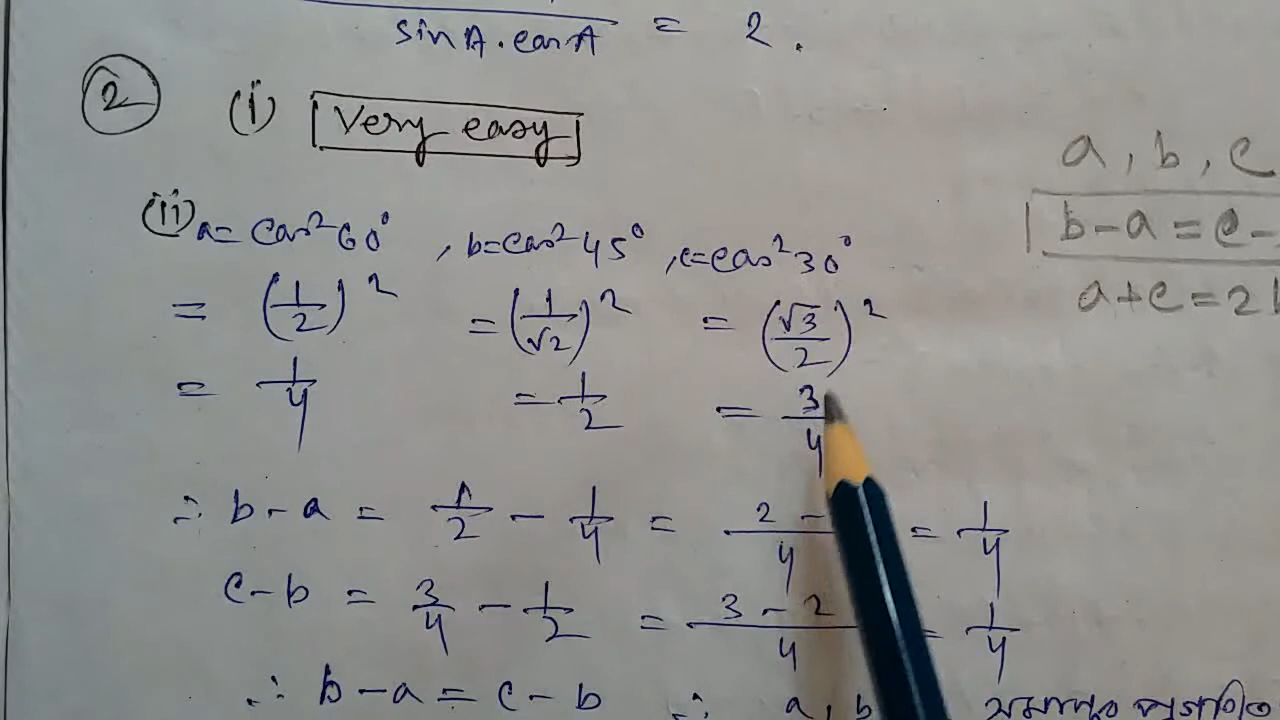 sinA.cosA = 2.
② (i) Very easy
a, b, c
b-a = c-
a+c=2
(ii) a= cos²60° , b=cos²45° , c=cos²30°
= (1/2)² = (1/√2)² = (√3/2)²
= 1/4 = 1/2 = 3/4
∴ b-a = 1/2 - 1/4 = 2 - /4 = 1/4
c-b = 3/4 - 1/2 = 3-2/4 = 1/4
∴ b-a = c-b ∴ a, b